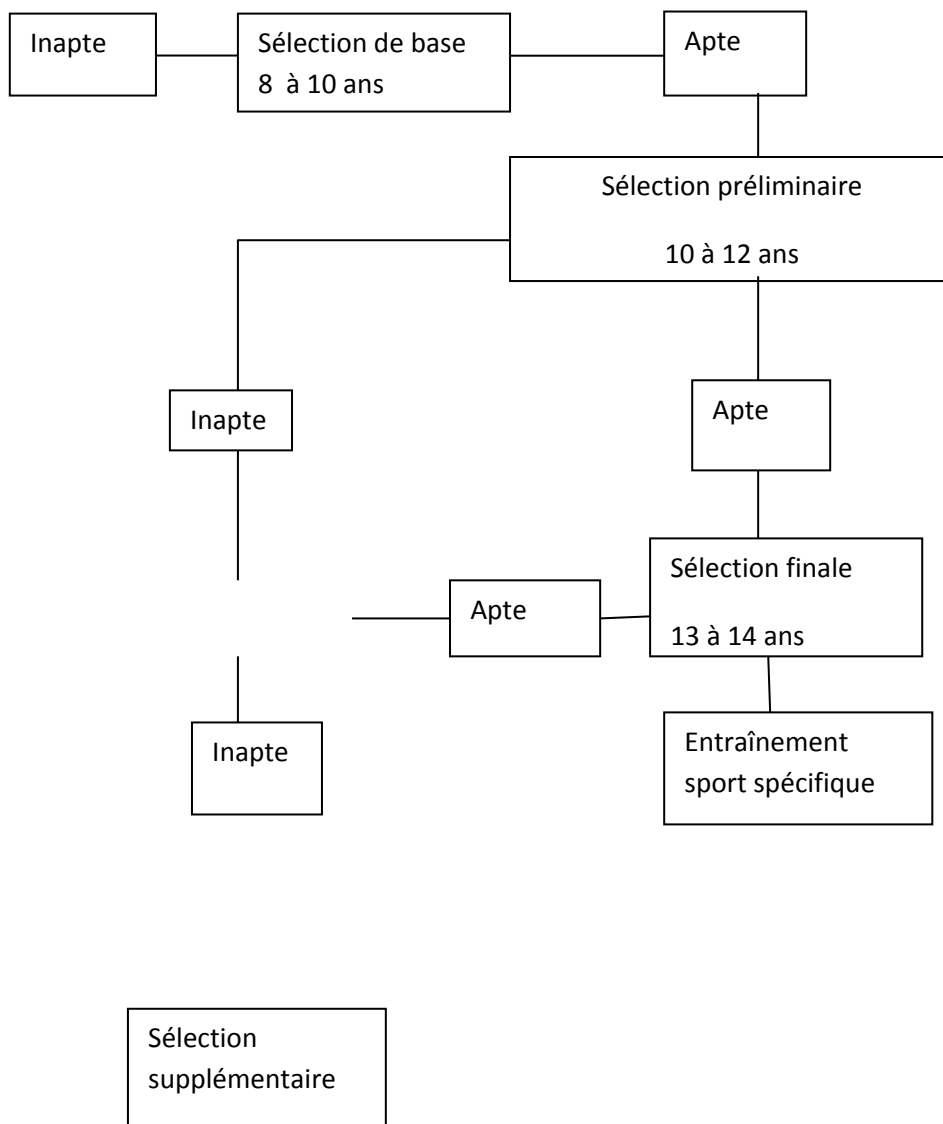 Inapte
Sélection de base
8 à 10 ans
Apte
Sélection préliminaire
10 à 12 ans
Inapte
Apte
Apte
Sélection finale
13 à 14 ans
Inapte
Entraînement
sport spécifique
Sélection
supplémentaire